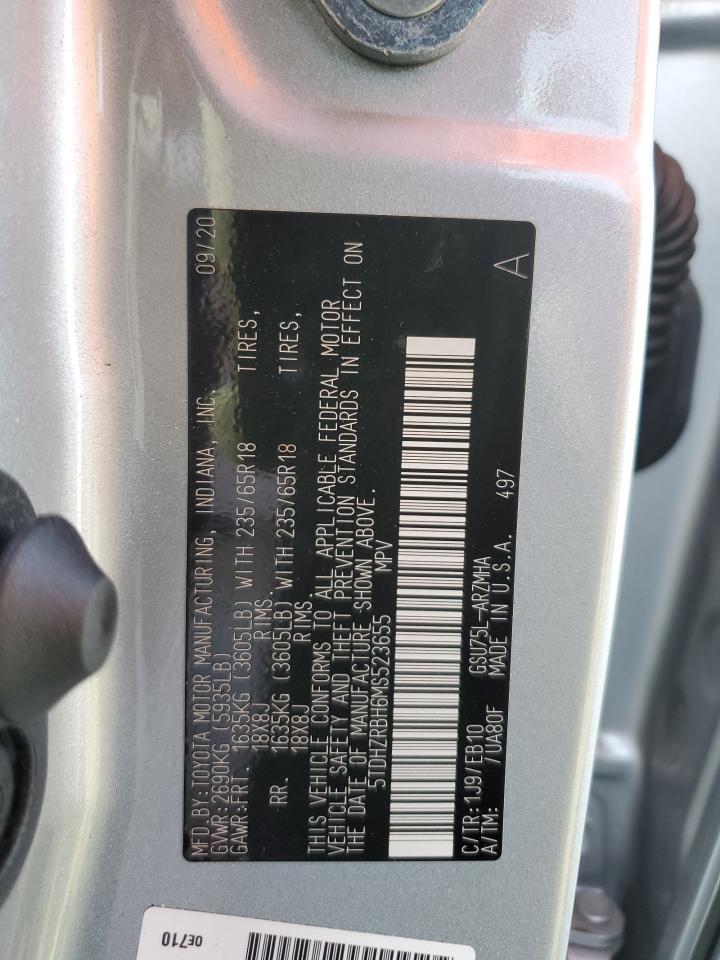 MFD.BY:TOYOTA MOTOR MANUFACTURING, INDIANA, INC. 09/20
GVWR:2690KG (5935LB)
GAWR:FRT. 1635KG (3605LB) WITH 235/65R18 TIRES,
18X8J RIMS.
RR. 1635KG (3605LB) WITH 235/65R18 TIRES,
18X8J RIMS
THIS VEHICLE CONFORMS TO ALL APPLICABLE FEDERAL MOTOR
VEHICLE SAFETY AND THEFT PREVENTION STANDARDS IN EFFECT ON
THE DATE OF MANUFACTURE SHOWN ABOVE.
5TDHZRBH6MS523655 MPV
C/TR:1J9/EB10 GSU75L-ARZMHA
A/TM: /UA80F MADE IN U.S.A. 497 A
0E710